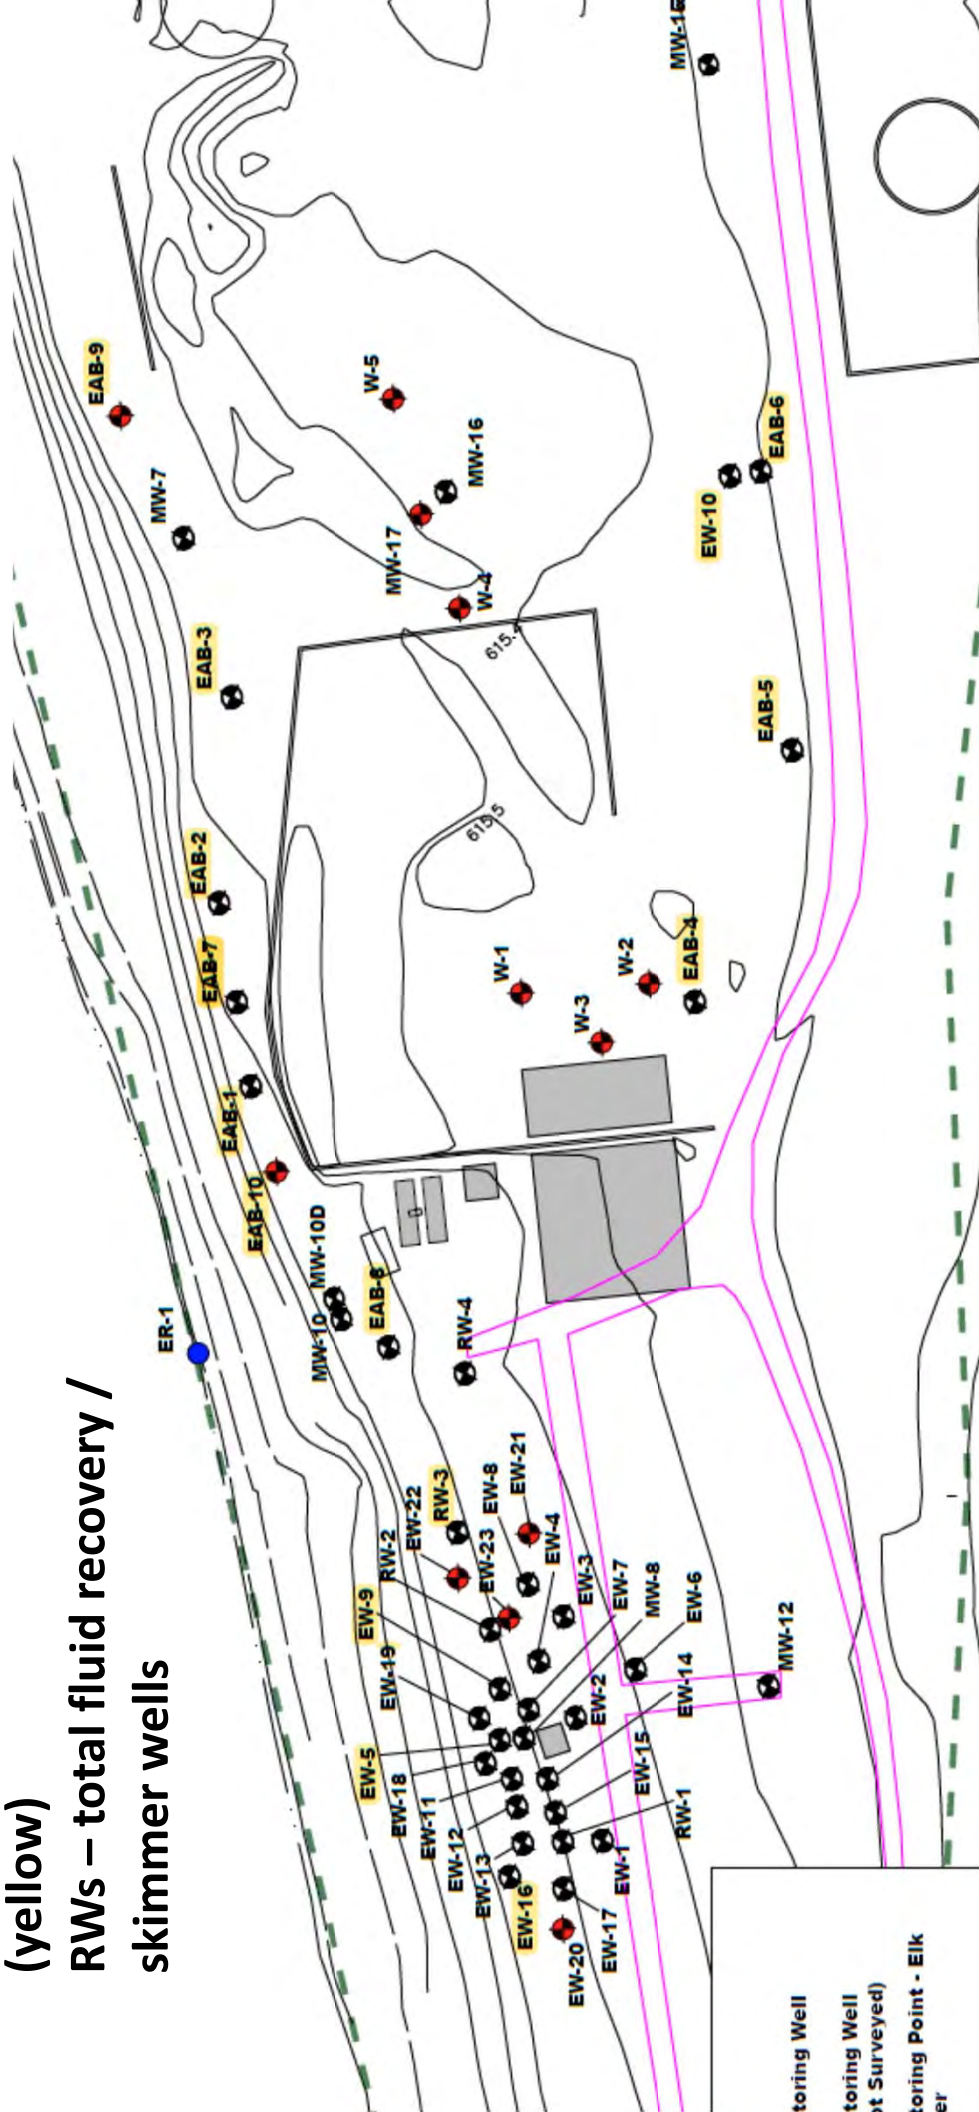 (yellow)
RWs – total fluid recovery /
skimmer wells
MW-15
EAB-9
W-5
MW-7
MW-16
EAB-6
EW-10
MW-17
W-4
615.
EAB-3
EAB-5
615.5
EAB-2
EAB-7
W-1
W-2
EAB-4
W-3
EAB-1
EAB-10
MW-10D
MW-10
EAB-8
ER-1
RW-4
RW-3
EW-8
EW-21
EW-22
EW-23
EW-4
RW-2
EW-9
EW-3
EW-7
MW-8
EW-6
EW-19
EW-2
EW-14
MW-12
EW-5
EW-18
EW-15
EW-11
EW-12
RW-1
EW-13
EW-1
EW-16
EW-17
EW-20
toring Well
toring Well
ot Surveyed)
toring Point - Elk
er